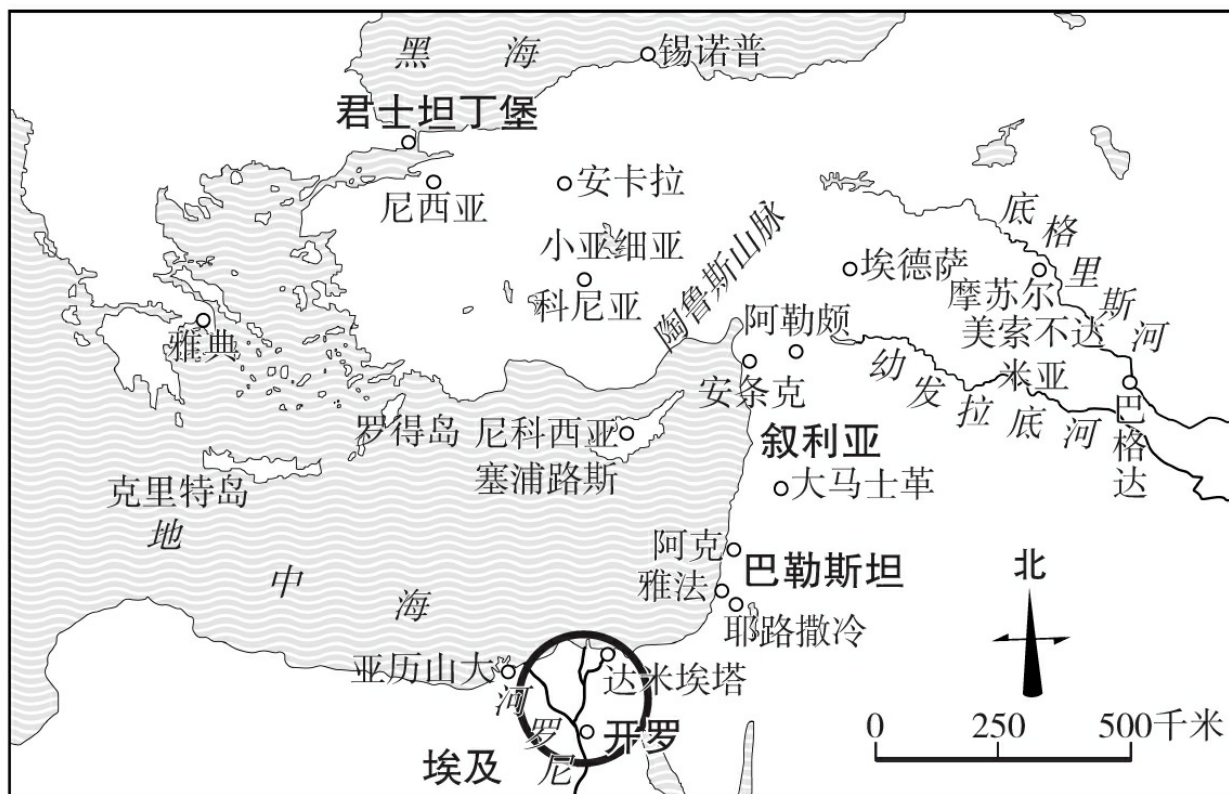 黑海
锡诺普
君士坦丁堡
尼西亚
安卡拉
小亚细亚
科尼亚
陶鲁斯山脉
埃德萨
底格里斯河
摩苏尔
美索不达
米亚
雅典
阿勒颇
安条克
幼发拉底河
巴格达
罗得岛
尼科西亚
塞浦路斯
叙利亚
克里特岛
大马士革
地中海
阿克
巴勒斯坦
雅法
耶路撒冷
北
亚历山大
达米埃塔
河罗尼
开罗
埃及
0 250 500千米